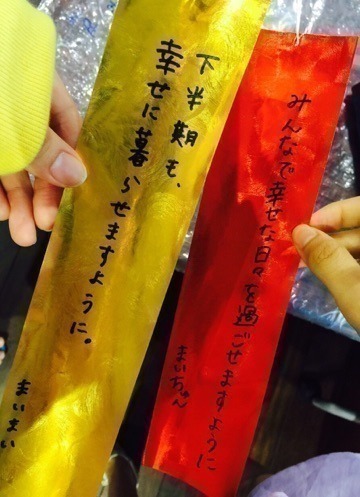 下半期も、
幸せに暮らせますように。
まいまい
みんなで幸せな日々を過ごせますように
まいちゅん